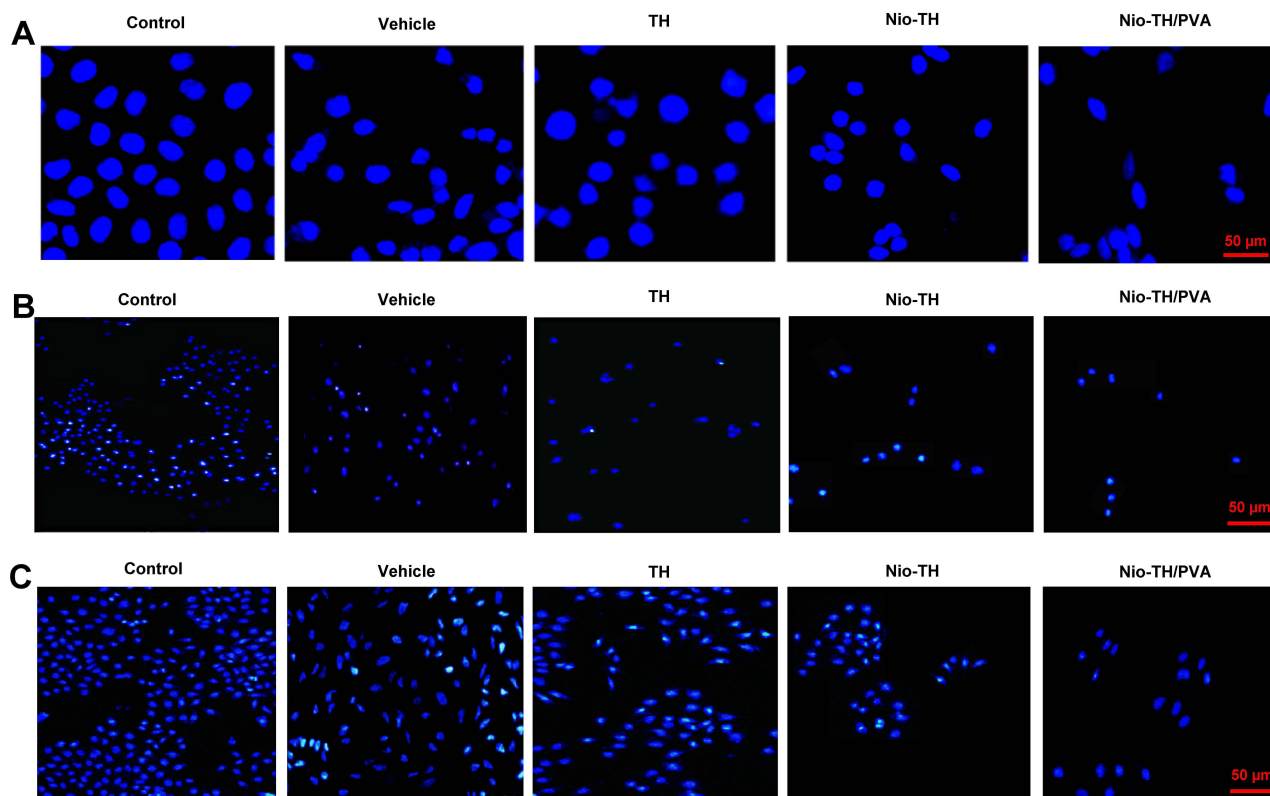 A
Control Vehicle TH Nio-TH Nio-TH/PVA
50 µm
B
Control Vehicle TH Nio-TH Nio-TH/PVA
50 µm
C
Control Vehicle TH Nio-TH Nio-TH/PVA
50 µm